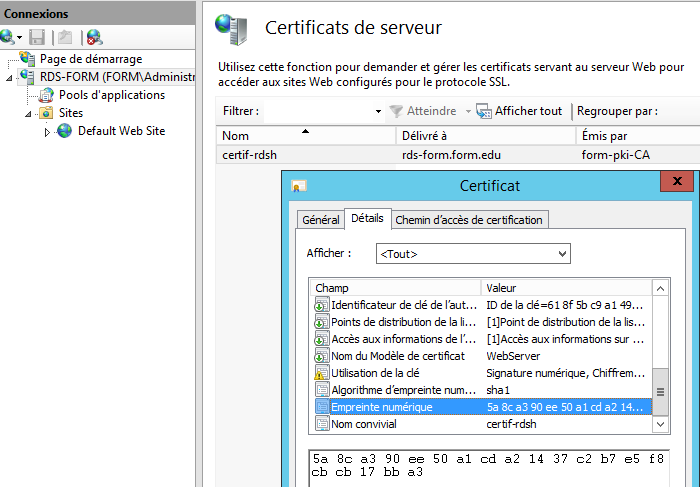 Connexions
Page de démarrage
RDS-FORM (FORM\Administr
Pools d'applications
Sites
Default Web Site
Certificats de serveur
Utilisez cette fonction pour demander et gérer les certificats servant au serveur Web pour
accéder aux sites Web configurés pour le protocole SSL.
Filtrer : Atteindre Afficher tout Regrouper par :
Nom Délivré à Émis par
certif-rdsh rds-form.form.edu form-pki-CA
Certificat
x
Général Détails Chemin d'accès de certification
Afficher : <Tout>
Champ Valeur
Identificateur de clé de l'aut... ID de la clé=61 8f 5b c9 a1 49...
Points de distribution de la li... [1]Point de distribution de la lis...
Accès aux informations de l'... [1]Accès aux informations sur ...
Nom du Modèle de certificat WebServer
Utilisation de la clé Signature numérique, Chiffrem...
Algorithme d'empreinte num... sha1
Empreinte numérique 5a 8c a3 90 ee 50 a1 cd a2 14...
Nom convivial certif-rdsh
5a 8c a3 90 ee 50 a1 cd a2 14 37 c2 b7 e5 f8
cb cb 17 bb a3